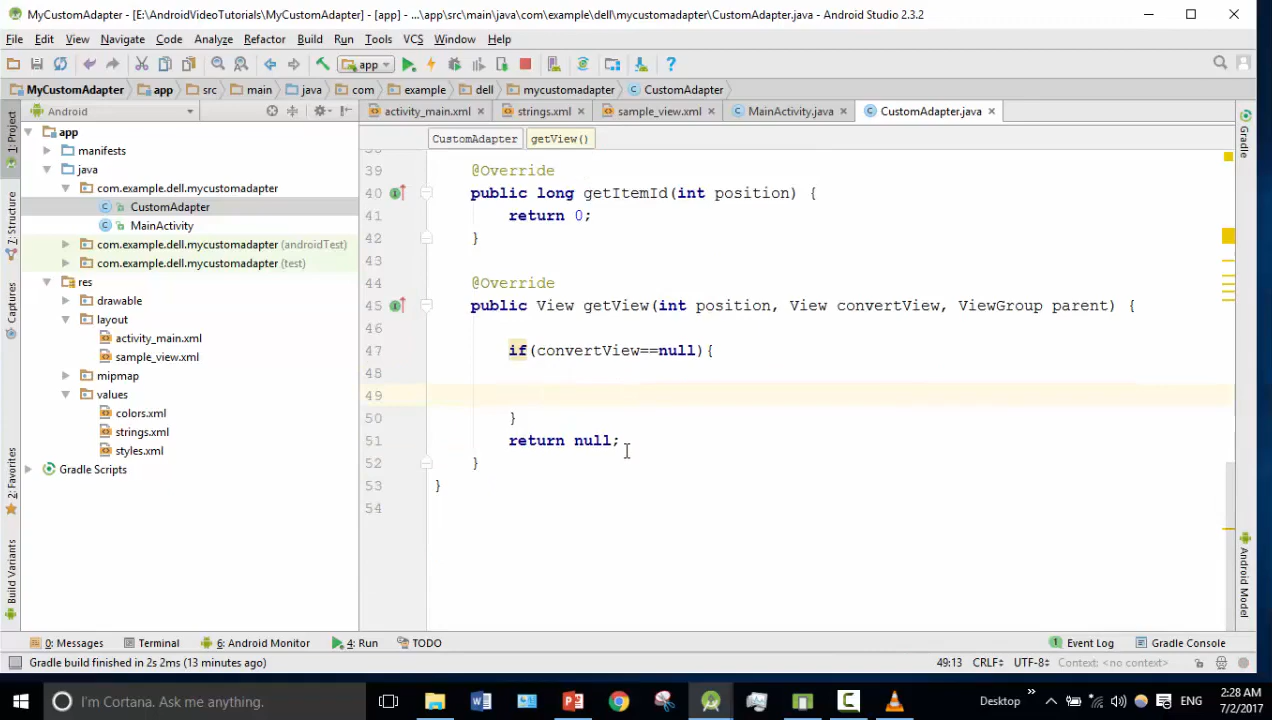 MyCustomAdapter - [E:\AndroidVideoTutorials\MyCustomAdapter] - [app] - ...\app\src\main\java\com\example\dell\mycustomadapter\CustomAdapter.java - Android Studio 2.3.2
File Edit View Navigate Code Analyze Refactor Build Run Tools VCS Window Help
app
MyCustomAdapter app src main java com example dell mycustomadapter CustomAdapter
Android
activity_main.xml strings.xml sample_view.xml MainActivity.java CustomAdapter.java
CustomAdapter getView()
1: Project
7: Structure
Captures
2: Favorites
Build Variants
app
manifests
java
com.example.dell.mycustomadapter
CustomAdapter
MainActivity
com.example.dell.mycustomadapter (androidTest)
com.example.dell.mycustomadapter (test)
res
drawable
layout
activity_main.xml
sample_view.xml
mipmap
values
colors.xml
strings.xml
styles.xml
Gradle Scripts
39 @Override
40 public long getItemId(int position) {
41 return 0;
42 }
43
44 @Override
45 public View getView(int position, View convertView, ViewGroup parent) {
46
47 if(convertView==null){
48
49
50 }
51 return null;
52 }
53 }
54
Gradle
Android Model
0: Messages Terminal 6: Android Monitor 4: Run TODO 1 Event Log Gradle Console
Gradle build finished in 2s 2ms (13 minutes ago) 49:13 CRLF UTF-8 Context: <no context>
I'm Cortana. Ask me anything. Desktop ENG 2:28 AM
7/2/2017